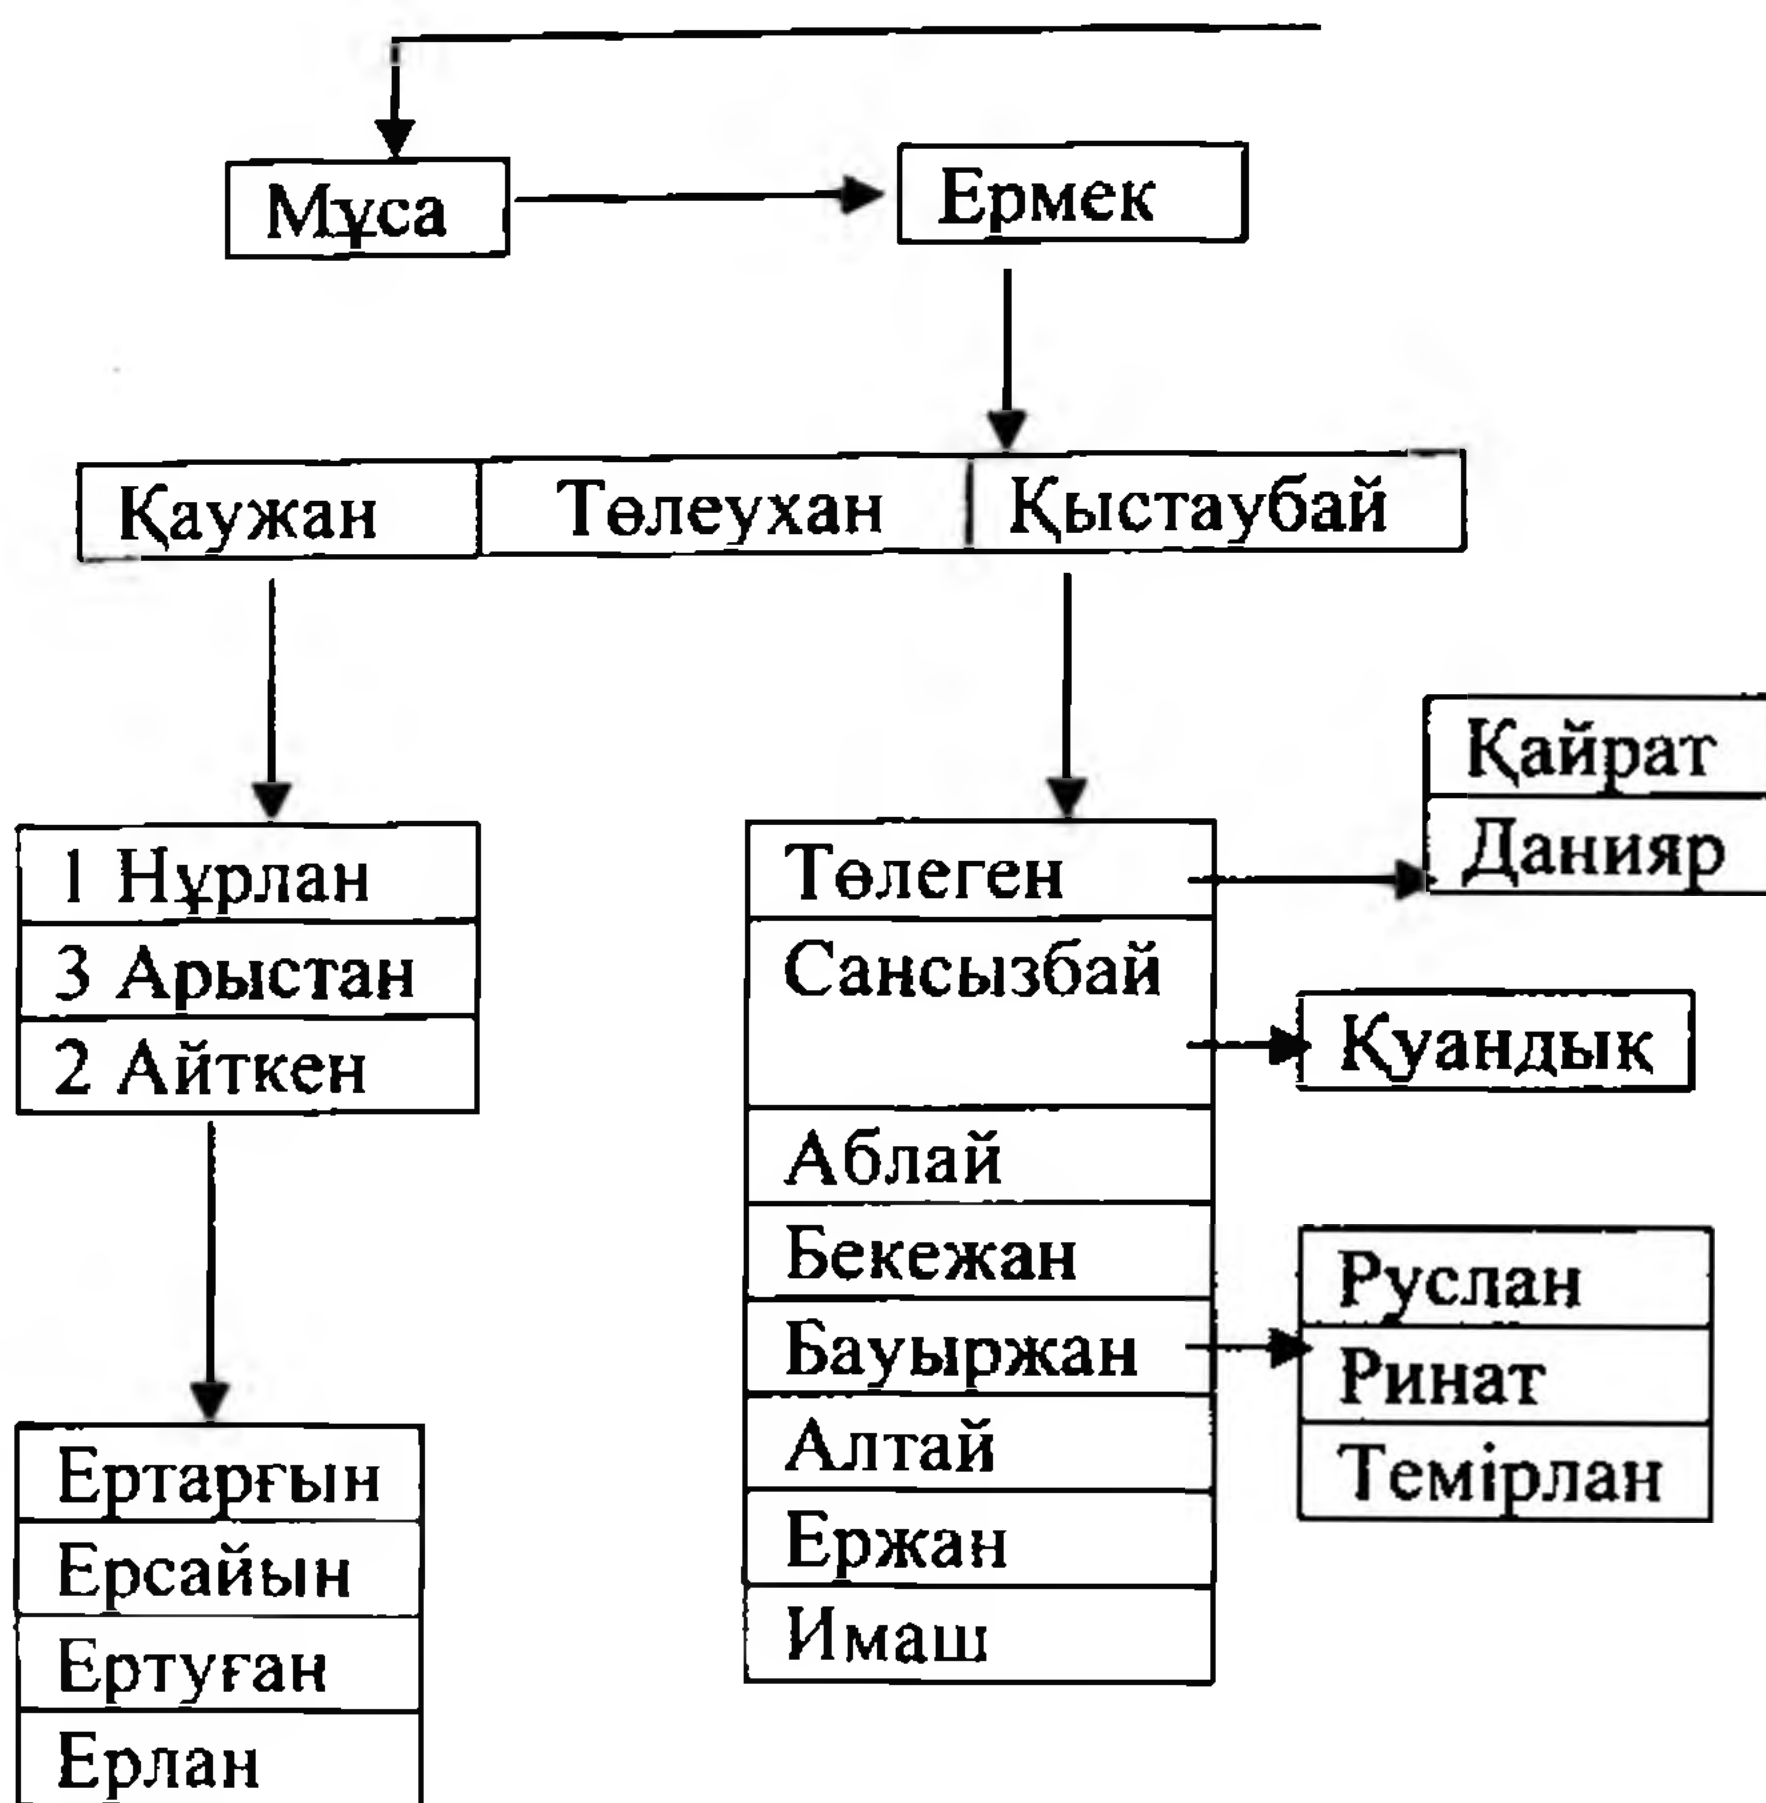 Мұса
Ермек
Қаужан Төлеухан Қыстаубай
1 Нұрлан
3 Арыстан
2 Айткен
Ертарғын
Ерсайын
Ертуған
Ерлан
Төлеген
Сансызбай
Аблай
Бекежан
Бауыржан
Алтай
Ержан
Имаш
Қайрат
Данияр
Қуандық
Руслан
Ринат
Темірлан